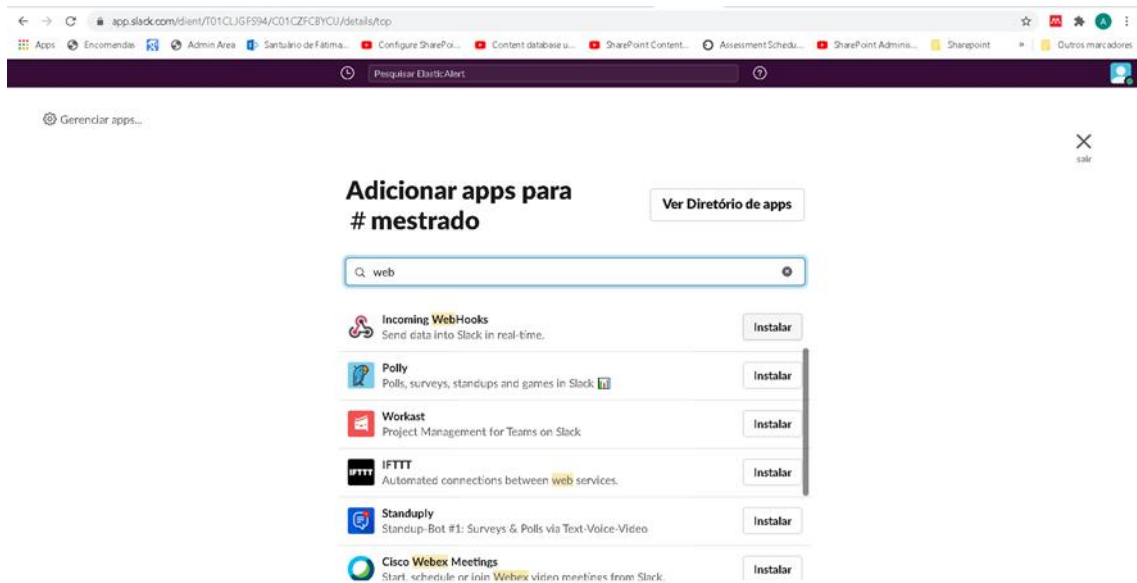 app.slack.com/client/T01CLJGFS94/C01CZFCBYCU/details/top
Apps Encomendas Admin Area Santuário de Fátima... Configure SharePoi... Content database u... SharePoint Content... Assessment Schedu... SharePoint Adminis... Sharepoint » Outros marcadores
Pesquisar ElasticAlert
Gerenciar apps...
sair
Adicionar apps para
# mestrado
Ver Diretório de apps
web
Incoming WebHooks
Send data into Slack in real-time.
Instalar
Polly
Polls, surveys, standups and games in Slack
Instalar
Workast
Project Management for Teams on Slack
Instalar
IFTTT
IFTTT
Automated connections between web services.
Instalar
Standuply
Standup-Bot #1: Surveys & Polls via Text-Voice-Video
Instalar
Cisco Webex Meetings
Start, schedule or join Webex video meetings from Slack.
Instalar